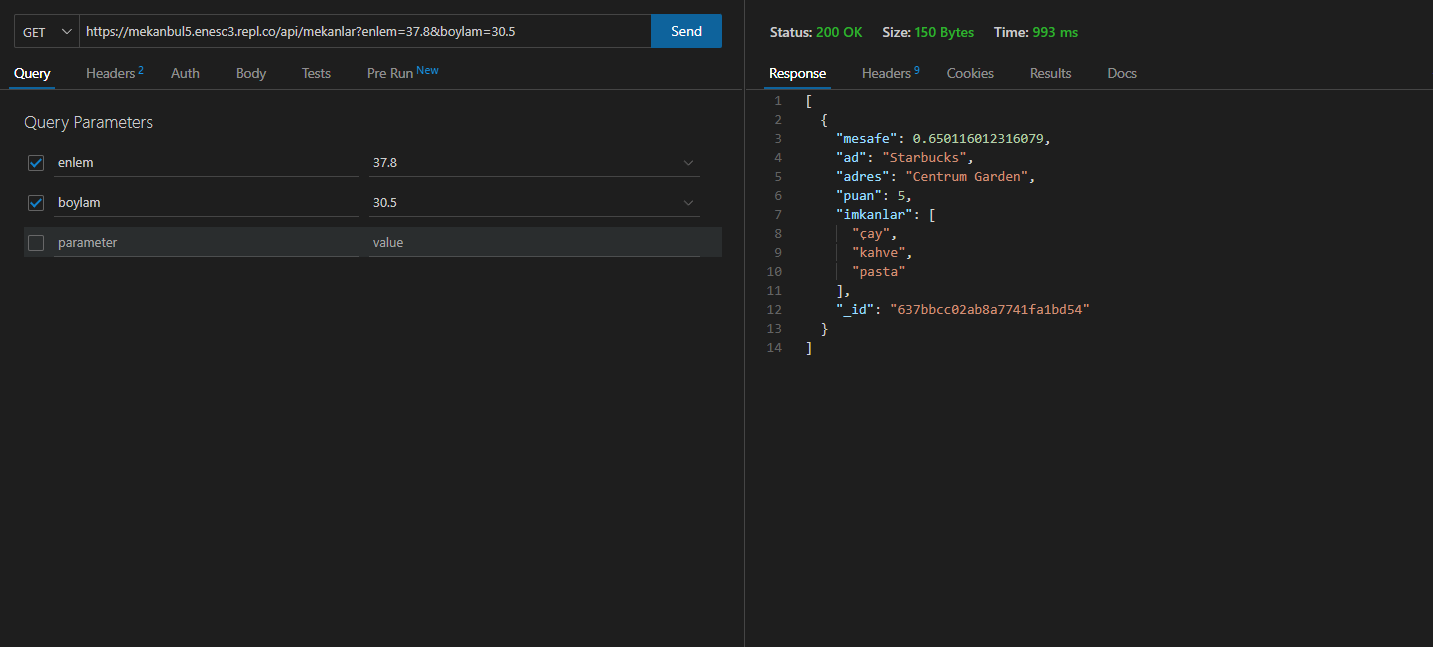 GET https://mekanbul5.enesc3.repl.co/api/mekanlar?enlem=37.8&boylam=30.5 Send
Query Headers 2 Auth Body Tests Pre Run New
Query Parameters
enlem 37.8
boylam 30.5
parameter value
Status: 200 OK Size: 150 Bytes Time: 993 ms
Response Headers 9 Cookies Results Docs
1 [
2 {
3 "mesafe": 0.650116012316079,
4 "ad": "Starbucks",
5 "adres": "Centrum Garden",
6 "puan": 5,
7 "imkanlar": [
8 "çay",
9 "kahve",
10 "pasta"
11 ],
12 "_id": "637bbcc02ab8a7741fa1bd54"
13 }
14 ]